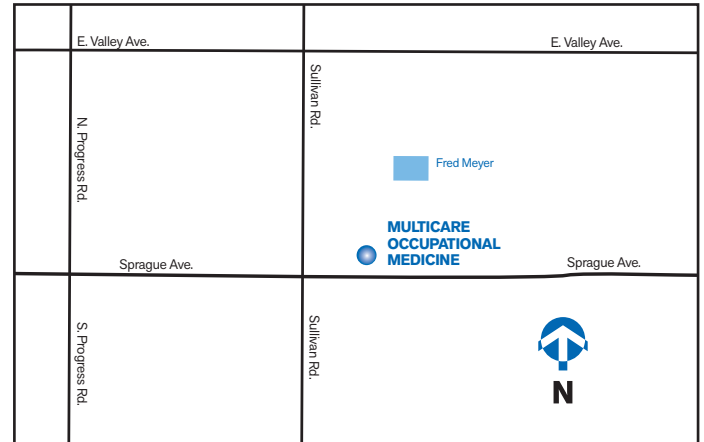 E. Valley Ave.
E. Valley Ave.
Sullivan Rd.
N. Progress Rd.
Fred Meyer
MULTICARE
OCCUPATIONAL
MEDICINE
Sprague Ave.
Sprague Ave.
S. Progress Rd.
Sullivan Rd.
N